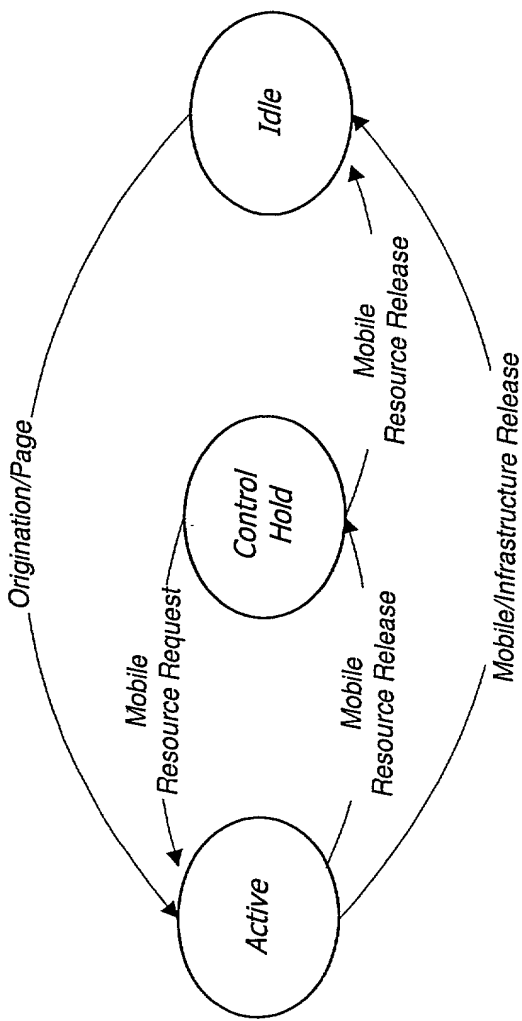 Origination/Page
Mobile
Resource Request
Active
Control
Hold
Idle
Mobile
Resource Release
Mobile
Resource Release
Mobile/Infrastructure Release